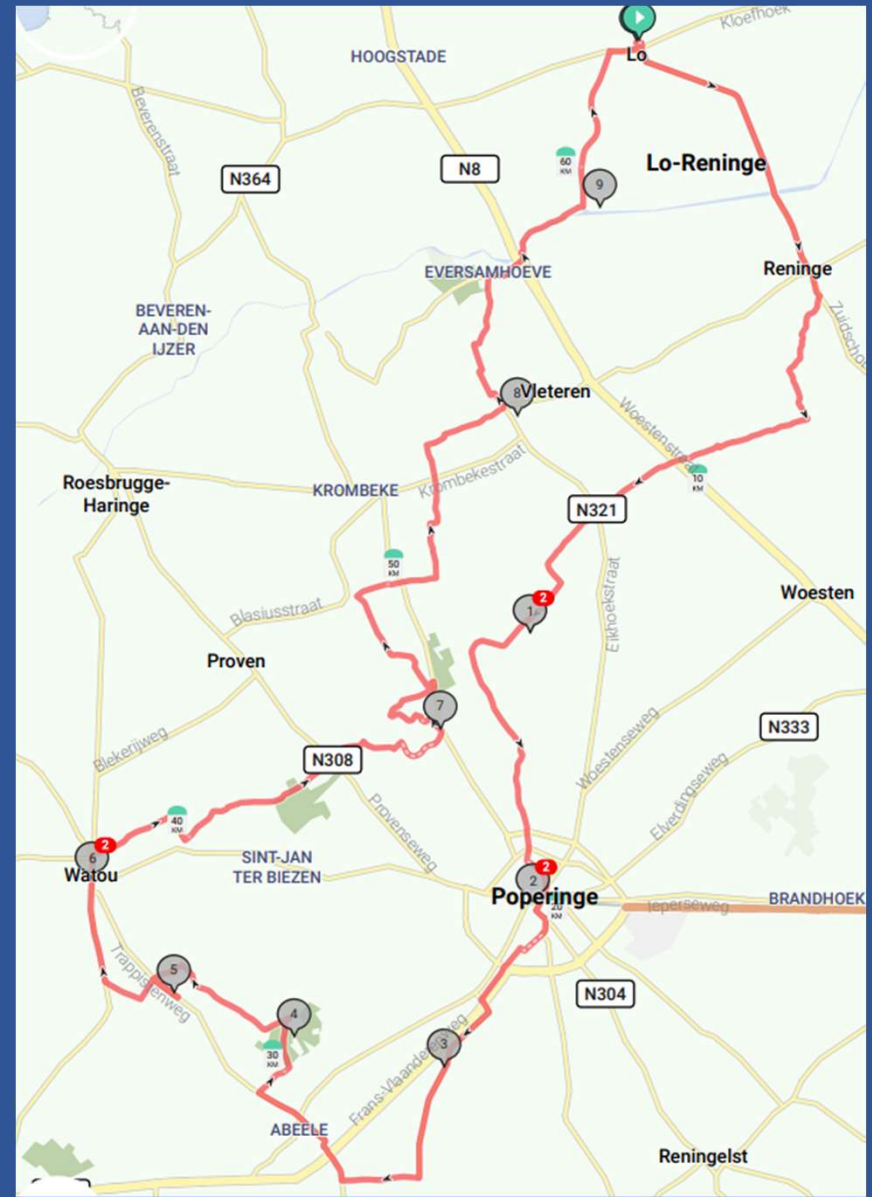 Kloefhoek
HOOGSTADE
Lo
Beverenstraat
Lo-Reninge
N8
60
KM
N364
9
EVERSAMHOEVE
Reninge
BEVEREN-
AAN-DEN
IJZER
8
Vleteren
Woestenstraat
Krombekestraat
10
KM
Roesbrugge-
Haringe
KROMBEKE
N321
50
KM
Eikhoekstraat
Woesten
1
2
Blasiusstraat
Proven
7
N333
Blekerijweg
N308
Woestenseweg
Elverdingseweg
40
KM
Provenseweg
6
2
Watou
SINT-JAN
TER BIEZEN
2
2
Poperinge
20
KM
Ieperseweg
BRANDHOEK
5
Trappistenweg
N304
4
30
KM
3
Frans-Vlaanderenweg
ABEELE
Reningelst